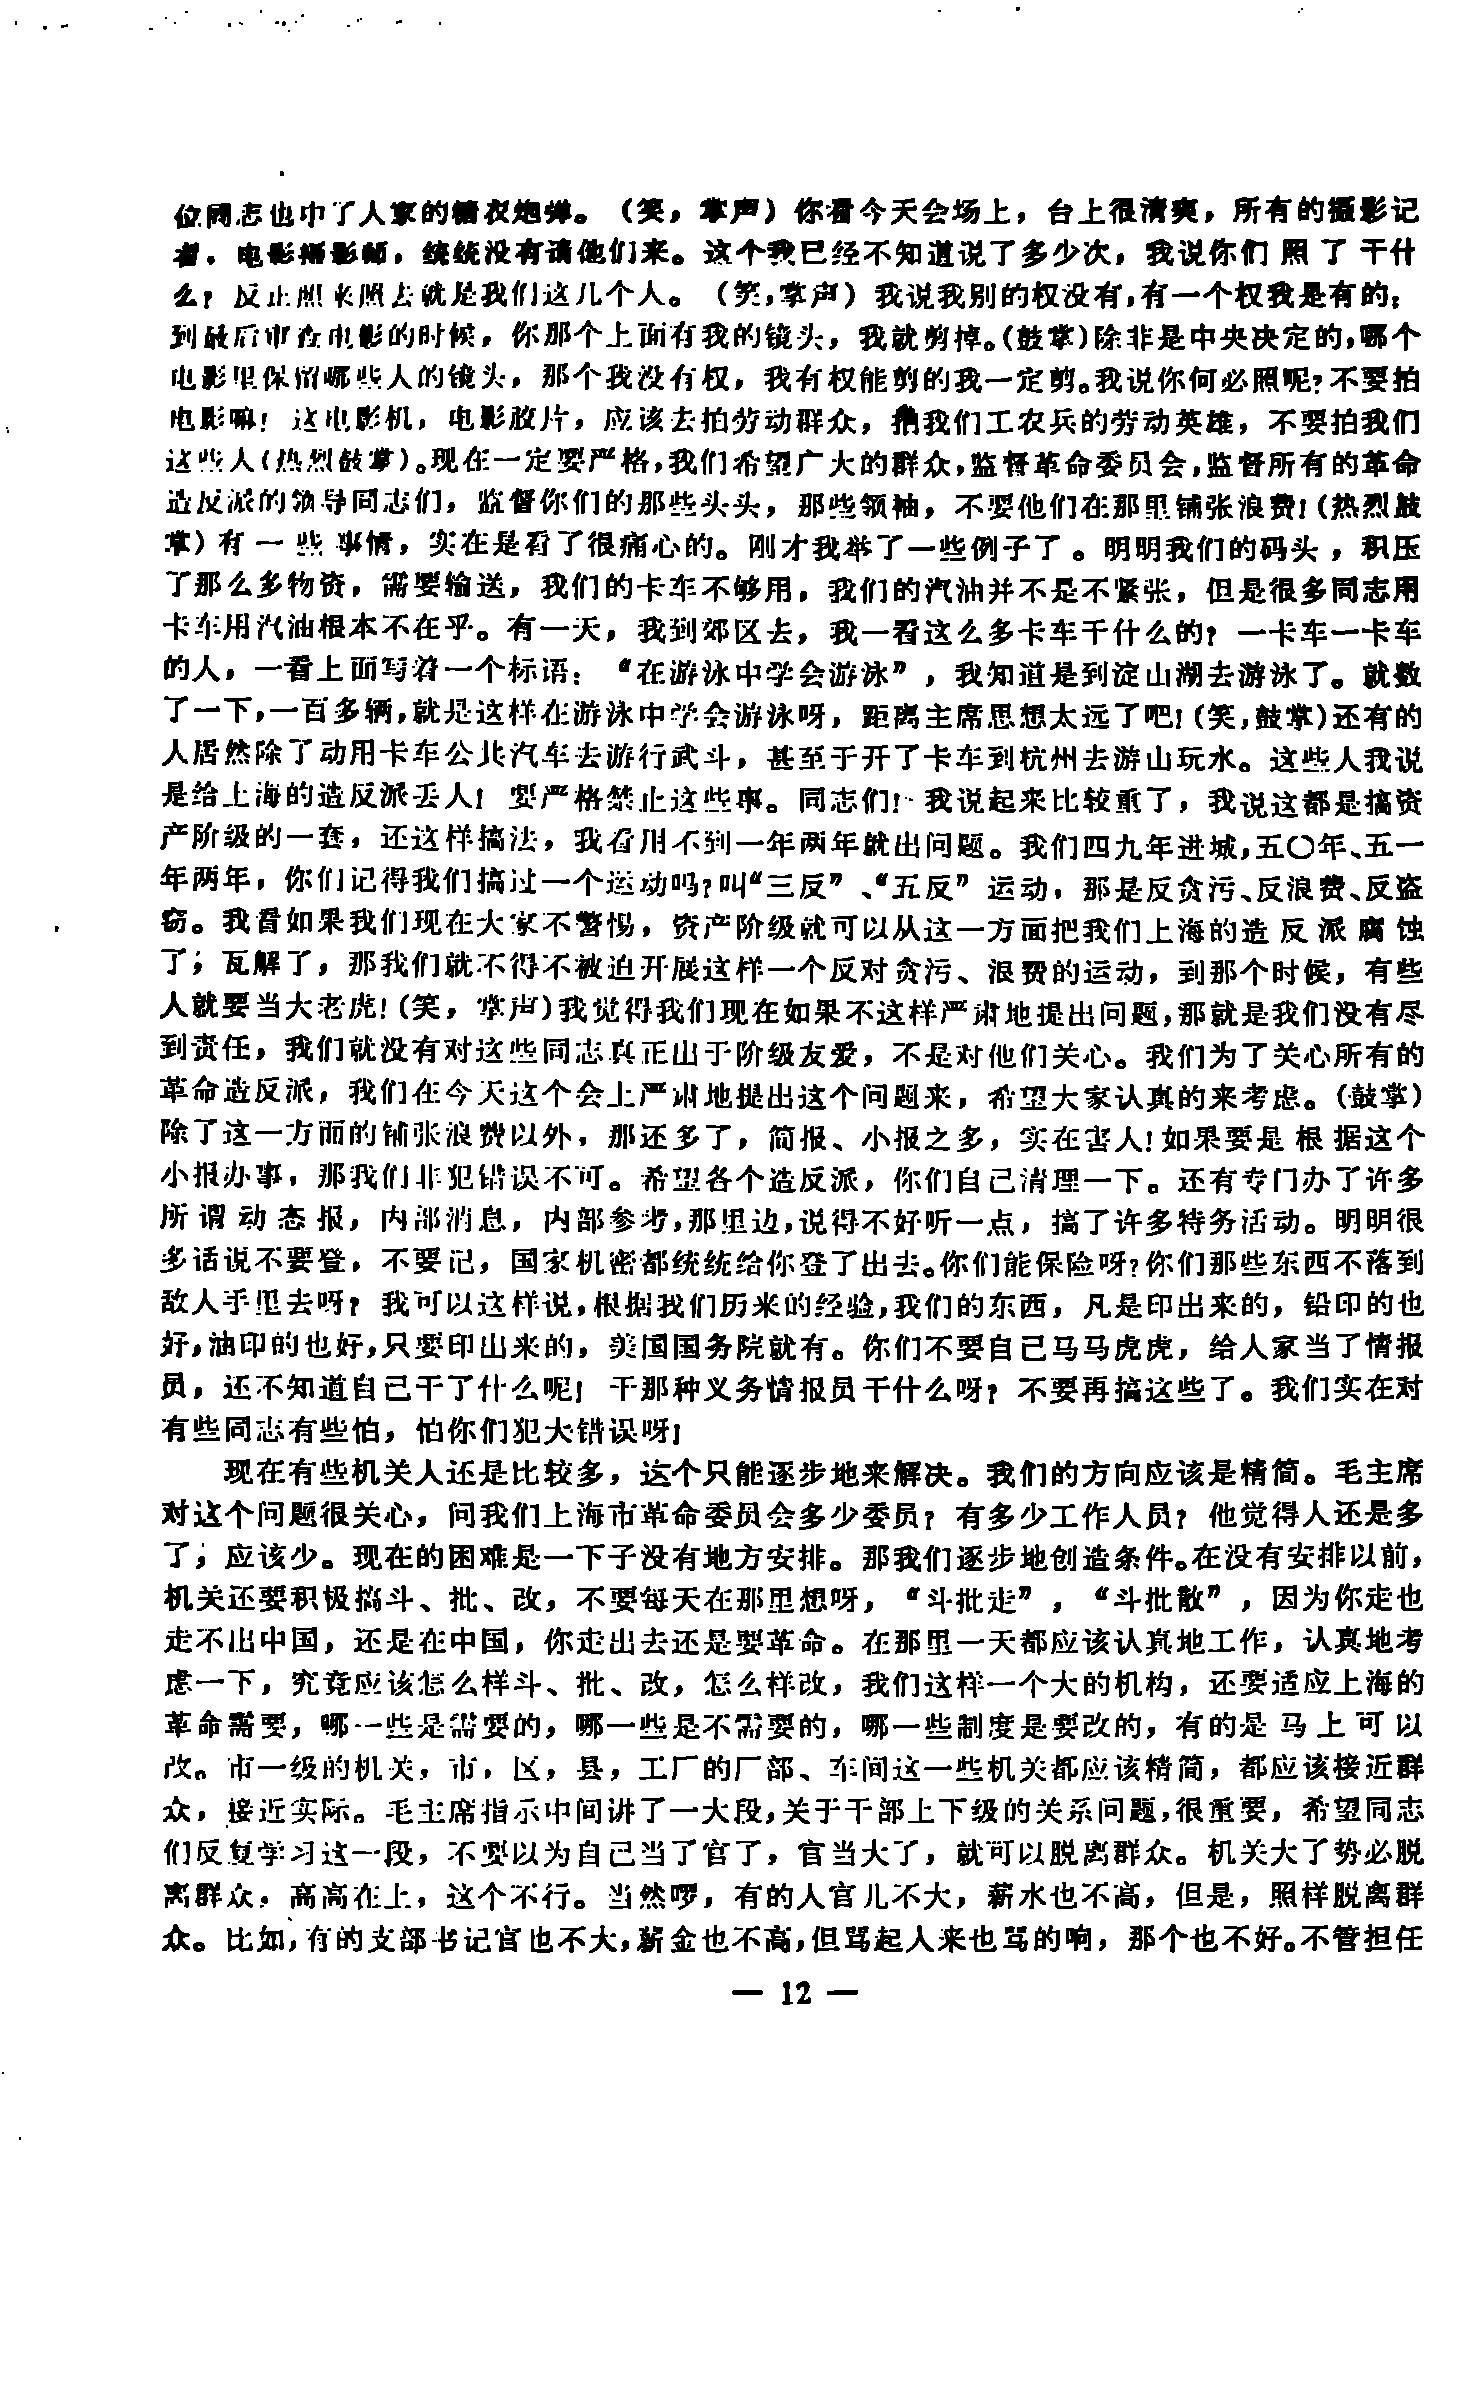 位同志也中了人家的糖衣炮弹。（笑，掌声）你看今天会场上，台上很清爽，所有的摄影记
者，电影摄影师，统统没有请他们来。这个我已经不知道说了多少次，我说你们照了干什
么？反正照来照去就是我们这几个人。（笑，掌声）我说我别的权没有，有一个权我是有的；
到最后审查电影的时候，你那个上面有我的镜头，我就剪掉。（鼓掌）除非是中央决定的，哪个
电影里保留哪些人的镜头，那个我没有权，我有权能剪的我一定剪。我说你何必照呢？不要拍
电影嘛！这电影机，电影胶片，应该去拍劳动群众，拍我们工农兵的劳动英雄，不要拍我们
这些人（热烈鼓掌）。现在一定要严格，我们希望广大的群众，监督革命委员会，监督所有的革命
造反派的领导同志们，监督你们的那些头头，那些领袖，不要他们在那里铺张浪费！（热烈鼓
掌）有一些事情，实在是看了很痛心的。刚才我举了一些例子了。明明我们的码头，积压
了那么多物资，需要输送，我们的卡车不够用，我们的汽油并不是不紧张，但是很多同志用
卡车用汽油根本不在乎。有一天，我到郊区去，我一看这么多卡车干什么的？一卡车一卡车
的人，一看上面写着一个标语：“在游泳中学会游泳”，我知道是到淀山湖去游泳了。就数
了一下，一百多辆，就是这样在游泳中学会游泳呀，距离主席思想太远了吧！（笑，鼓掌）还有的
人居然除了动用卡车公共汽车去游行武斗，甚至于开了卡车到杭州去游山玩水。这些人我说
是给上海的造反派丢人！要严格禁止这些事。同志们！我说起来比较重了，我说这都是搞资
产阶级的一套，还这样搞法，我看用不到一年两年就出问题。我们四九年进城，五〇年、五一
年两年，你们记得我们搞过一个运动吗？叫“三反”、“五反”运动，那是反贪污、反浪费、反盗
窃。我看如果我们现在大家不警惕，资产阶级就可以从这一方面把我们上海的造反派腐蚀
了；瓦解了，那我们就不得不被迫开展这样一个反对贪污、浪费的运动，到那个时候，有些
人就要当大老虎！（笑，掌声）我觉得我们现在如果不这样严肃地提出问题，那就是我们没有尽
到责任，我们就没有对这些同志真正出于阶级友爱，不是对他们关心。我们为了关心所有的
革命造反派，我们在今天这个会上严肃地提出这个问题来，希望大家认真的来考虑。（鼓掌）
除了这一方面的铺张浪费以外，那还多了，简报、小报之多，实在害人！如果要是根据这个
小报办事，那我们非犯错误不可。希望各个造反派，你们自己清理一下。还有专门办了许多
所谓动态报，内部消息，内部参考，那里边，说得不好听一点，搞了许多特务活动。明明很
多话说不要登，不要记，国家机密都统统给你登了出去。你们能保险呀？你们那些东西不落到
敌人手里去呀？我可以这样说，根据我们历来的经验，我们的东西，凡是印出来的，铅印的也
好，油印的也好，只要印出来的，美国国务院就有。你们不要自己马马虎虎，给人家当了情报
员，还不知道自己干了什么呢！干那种义务情报员干什么呀？不要再搞这些了。我们实在对
有些同志有些怕，怕你们犯大错误呀！
现在有些机关人还是比较多，这个只能逐步地来解决。我们的方向应该是精简。毛主席
对这个问题很关心，问我们上海市革命委员会多少委员？有多少工作人员？他觉得人还是多
了；应该少。现在的困难是一下子没有地方安排。那我们逐步地创造条件。在没有安排以前，
机关还要积极搞斗、批、改，不要每天在那里想呀，“斗批走”，“斗批散”，因为你走也
走不出中国，还是在中国，你走出去还是要革命。在那里一天都应该认真地工作，认真地考
虑一下，究竟应该怎么样斗、批、改，怎么样改，我们这样一个大的机构，还要适应上海的
革命需要，哪一些是需要的，哪一些是不需要的，哪一些制度是要改的，有的是马上可以
改。市一级的机关，市，区，县，工厂的厂部、车间这一些机关都应该精简，都应该接近群
众，接近实际。毛主席指示中间讲了一大段，关于干部上下级的关系问题，很重要，希望同志
们反复学习这一段，不要以为自己当了官了，官当大了，就可以脱离群众。机关大了势必脱
离群众，高高在上，这个不行。当然啰，有的人官儿不大，薪水也不高，但是，照样脱离群
众。比如，有的支部书记官也不大，薪金也不高，但骂起人来也骂的响，那个也不好。不管担任
— 12 —